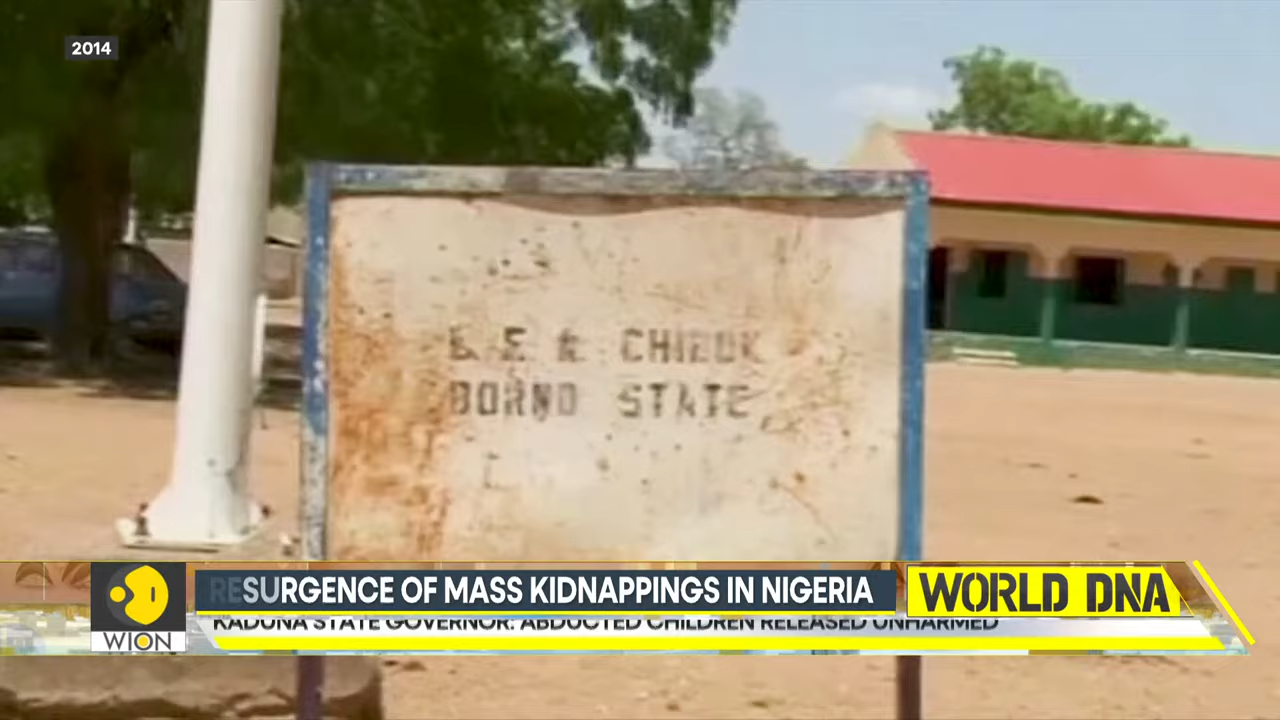 2014
CHIBOK
BORNO STATE
RESURGENCE OF MASS KIDNAPPINGS IN NIGERIA
WORLD DNA
KADUNA STATE GOVERNOR: ABDUCTED CHILDREN RELEASED UNHARMED
WION